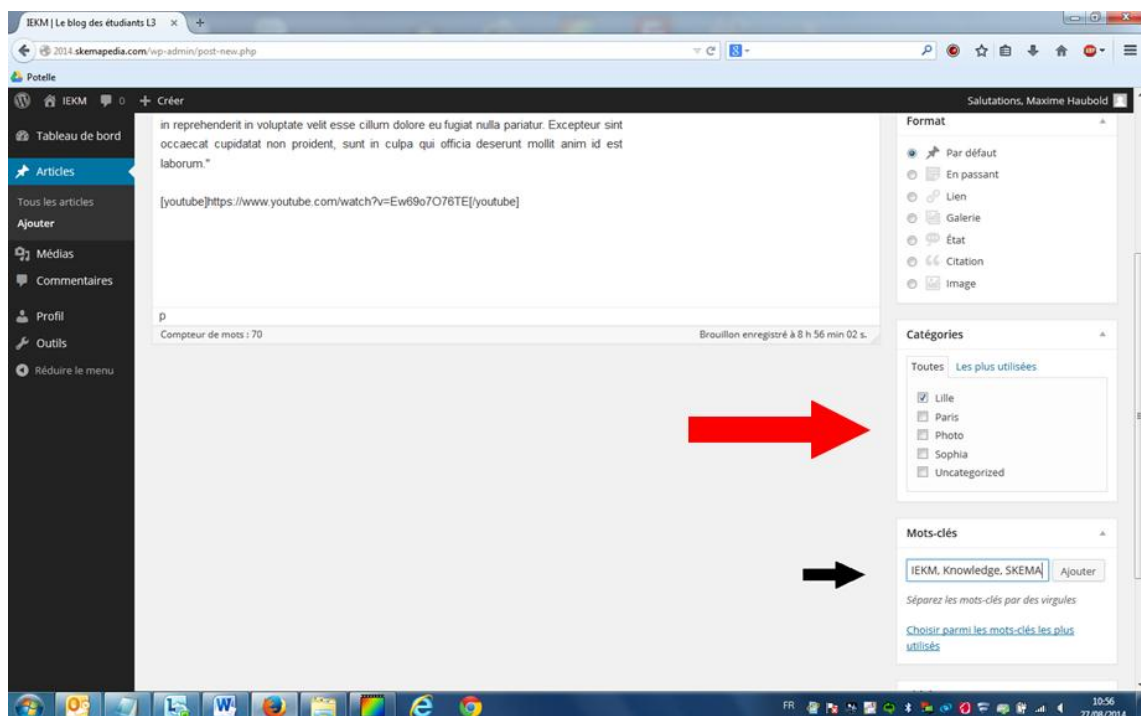 IEKM | Le blog des étudiants L3
2014.skemapedia.com/wp-admin/post-new.php
Potelle
IEKM 0 + Créer
Salutations, Maxime Haubold
Tableau de bord
Articles
Tous les articles
Ajouter
Médias
Commentaires
Profil
Outils
Réduire le menu
in reprehenderit in voluptate velit esse cillum dolore eu fugiat nulla pariatur. Excepteur sint
occaecat cupidatat non proident, sunt in culpa qui officia deserunt mollit anim id est
laborum."
[youtube]https://www.youtube.com/watch?v=Ew69o7O76TE[/youtube]
p
Compteur de mots : 70
Brouillon enregistré à 8 h 56 min 02 s.
Format
Par défaut
En passant
Lien
Galerie
État
Citation
Image
Catégories
Toutes Les plus utilisées
Lille
Paris
Photo
Sophia
Uncategorized
Mots-clés
IEKM, Knowledge, SKEMA
Ajouter
Séparez les mots-clés par des virgules
Choisir parmi les mots-clés les plus
utilisés
FR
10:56
27/08/2014